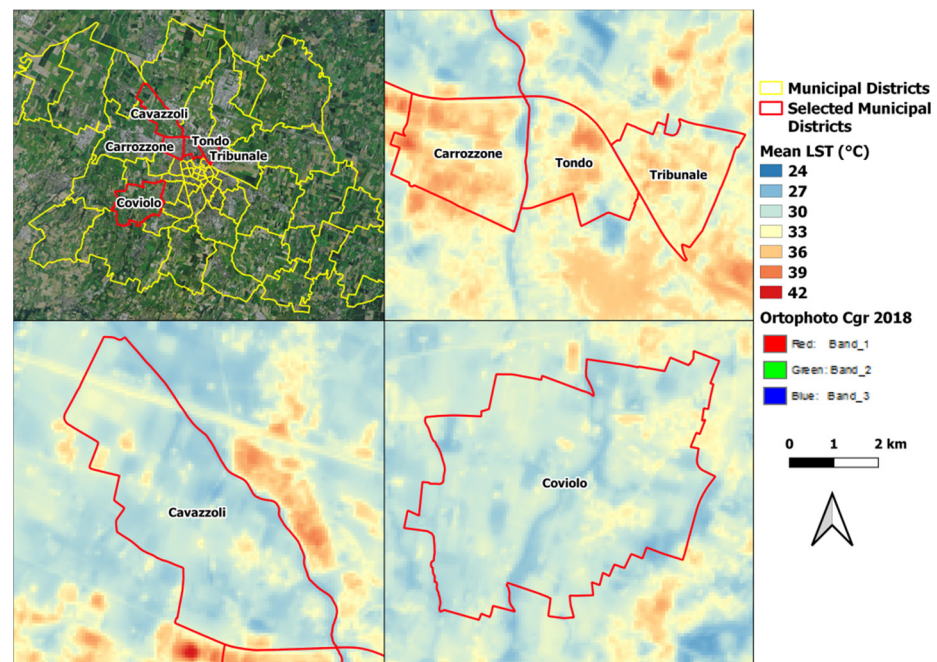 Cavazzoli
Carrozzone
Tondo
Tribunale
Coviolo
Carrozzone
Tondo
Tribunale
Cavazzoli
Coviolo
Municipal Districts
Selected Municipal
Districts
Mean LST (°C)
24
27
30
33
36
39
42
Ortophoto Cgr 2018
Red: Band_1
Green: Band_2
Blue: Band_3
0 1 2 km